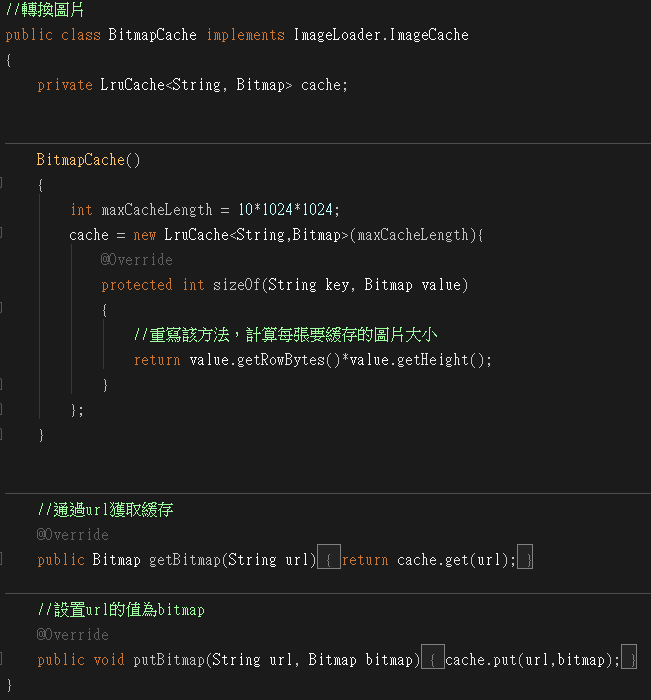 //轉換圖片
public class BitmapCache implements ImageLoader.ImageCache
{
private LruCache<String, Bitmap> cache;
BitmapCache()
{
int maxCacheLength = 10*1024*1024;
cache = new LruCache<String,Bitmap>(maxCacheLength){
@Override
protected int sizeOf(String key, Bitmap value)
{
//重寫該方法，計算每張要緩存的圖片大小
return value.getRowBytes()*value.getHeight();
}
};
}
//通過url獲取緩存
@Override
public Bitmap getBitmap(String url) { return cache.get(url); }
//設置url的值為bitmap
@Override
public void putBitmap(String url, Bitmap bitmap) { cache.put(url,bitmap); }
}